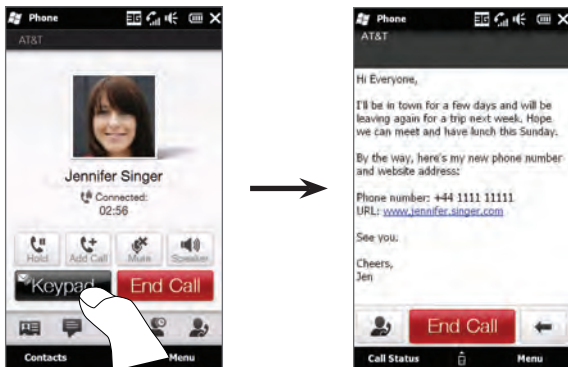 Phone
3G
AT&T
Jennifer Singer
Connected:
02:56
Hold Add Call Mute Speaker
Keypad End Call
Contacts Menu
Phone
3G
AT&T
Hi Everyone,
I'll be in town for a few days and will be
leaving again for a trip next week. Hope
we can meet and have lunch this Sunday.
By the way, here's my new phone number
and website address:
Phone number: +44 1111 11111
URL: www.jennifer.singer.com
See you.
Cheers,
Jen
End Call
Call Status Menu